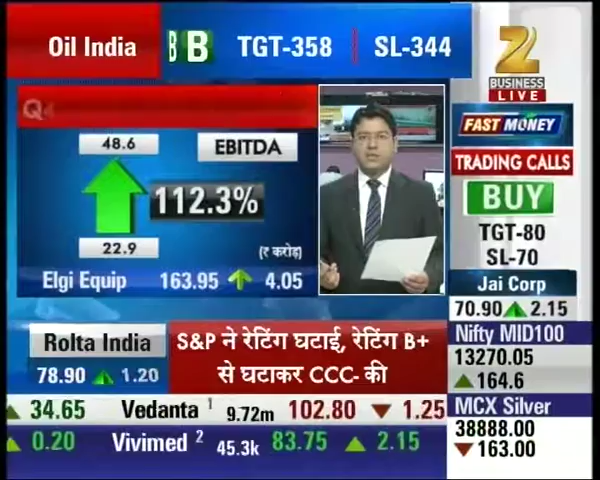 Oil India
B
TGT-358
SL-344
Z
BUSINESS
LIVE
FAST MONEY
Q4
48.6
EBITDA
112.3%
22.9
(₹ करोड़)
Elgi Equip 163.95 4.05
TRADING CALLS
BUY
TGT-80
SL-70
Jai Corp
70.90 2.15
Rolta India
78.90 1.20
S&P ने रेटिंग घटाई, रेटिंग B+
से घटाकर CCC- की
Nifty MID100
13270.05
164.6
34.65 Vedanta 1 9.72m 102.80 1.25
0.20 Vivimed 2 45.3k 83.75 2.15
MCX Silver
38888.00
163.00